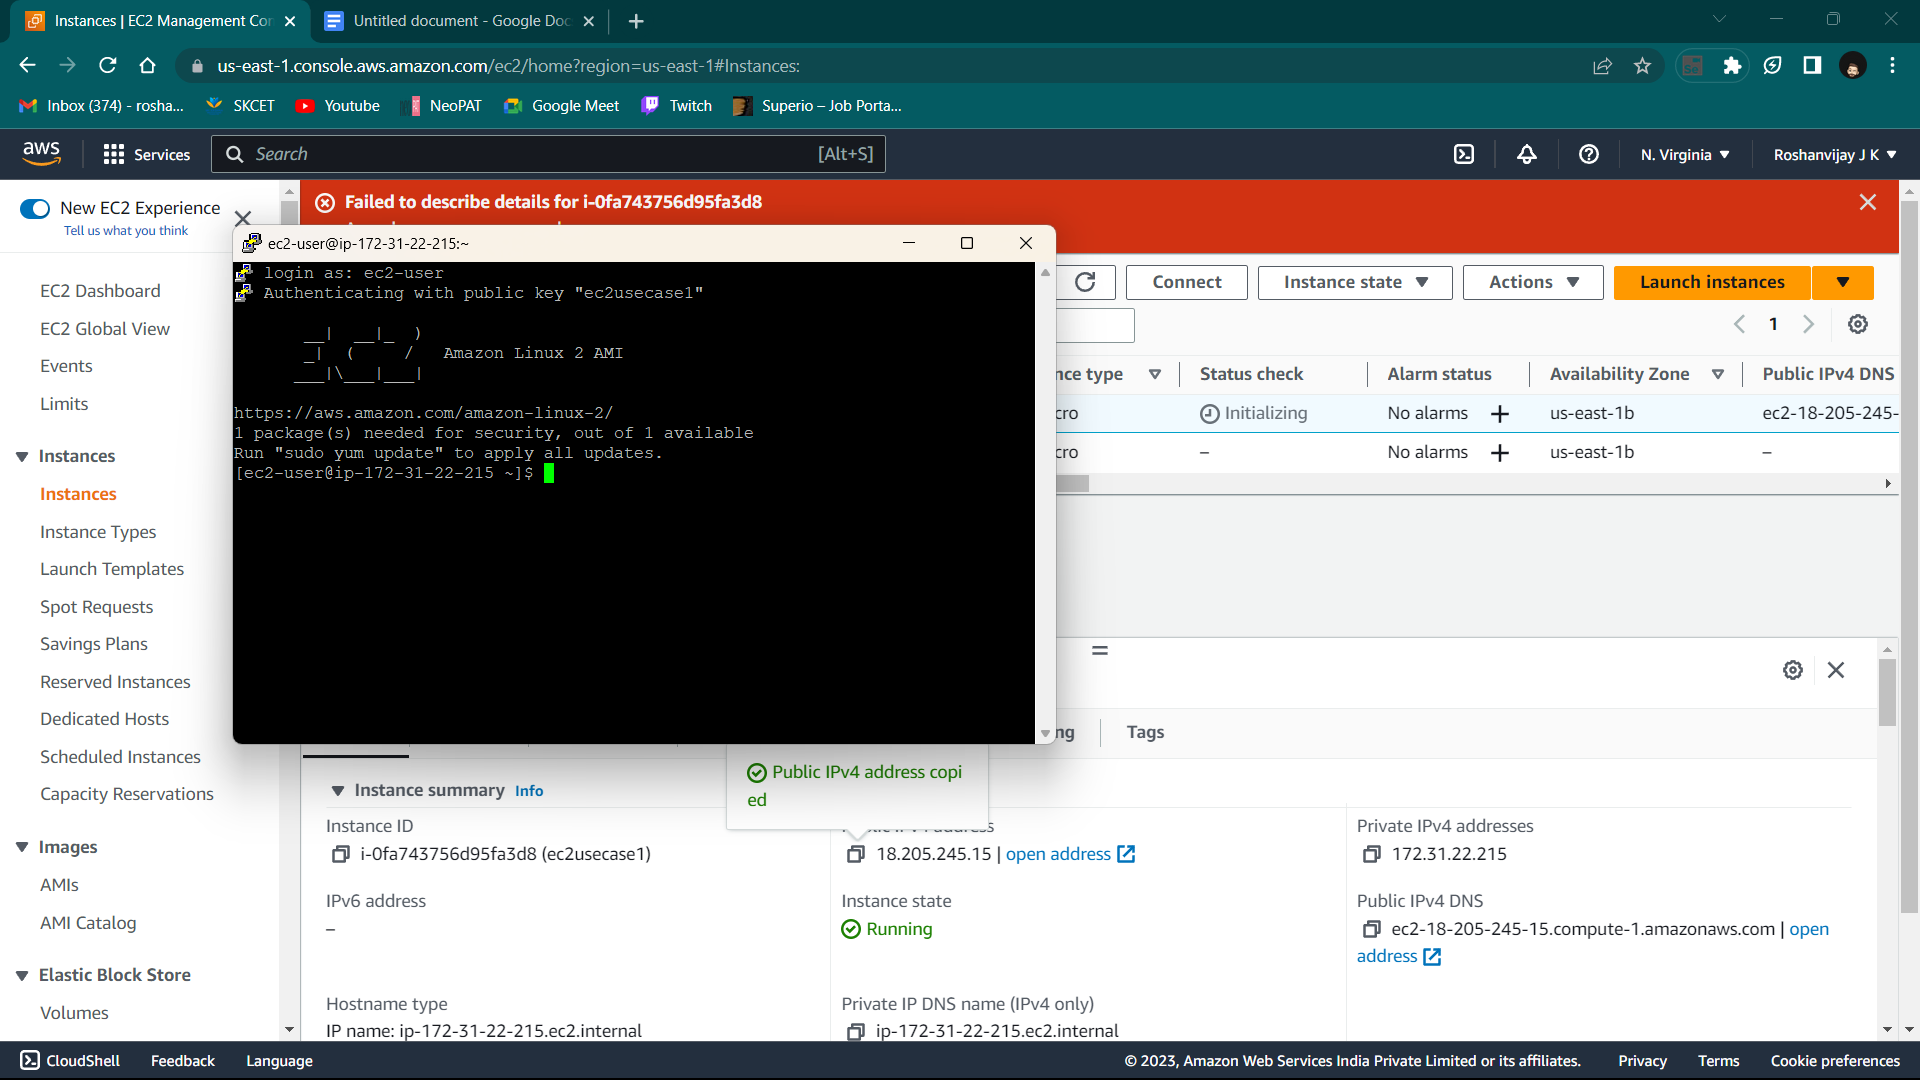 Instances | EC2 Management Con
Untitled document - Google Doc
us-east-1.console.aws.amazon.com/ec2/home?region=us-east-1#Instances:
Inbox (374) - rosha...
SKCET
Youtube
NeoPAT
Google Meet
Twitch
Superio – Job Porta...
aws
Services
Search
[Alt+S]
N. Virginia
Roshanvijay J K
New EC2 Experience
Tell us what you think
EC2 Dashboard
EC2 Global View
Events
Limits
Instances
Instances
Instance Types
Launch Templates
Spot Requests
Savings Plans
Reserved Instances
Dedicated Hosts
Scheduled Instances
Capacity Reservations
Images
AMIs
AMI Catalog
Elastic Block Store
Volumes
Failed to describe details for i-0fa743756d95fa3d8
ec2-user@ip-172-31-22-215:~
login as: ec2-user
Authenticating with public key "ec2usecase1"
__| __|_ )
_| ( / Amazon Linux 2 AMI
___|\___|___|
https://aws.amazon.com/amazon-linux-2/
1 package(s) needed for security, out of 1 available
Run "sudo yum update" to apply all updates.
[ec2-user@ip-172-31-22-215 ~]$
Connect
Instance state
Actions
Launch instances
1
nce type
Status check
Alarm status
Availability Zone
Public IPv4 DNS
cro
Initializing
No alarms +
us-east-1b
ec2-18-205-245-
cro
–
No alarms +
us-east-1b
–
ng
Tags
Public IPv4 address copi
ed
Instance summary Info
Instance ID
i-0fa743756d95fa3d8 (ec2usecase1)
18.205.245.15 | open address
Private IPv4 addresses
172.31.22.215
IPv6 address
–
Instance state
Running
Public IPv4 DNS
ec2-18-205-245-15.compute-1.amazonaws.com | open
address
Hostname type
IP name: ip-172-31-22-215.ec2.internal
Private IP DNS name (IPv4 only)
ip-172-31-22-215.ec2.internal
CloudShell
Feedback
Language
© 2023, Amazon Web Services India Private Limited or its affiliates.
Privacy
Terms
Cookie preferences